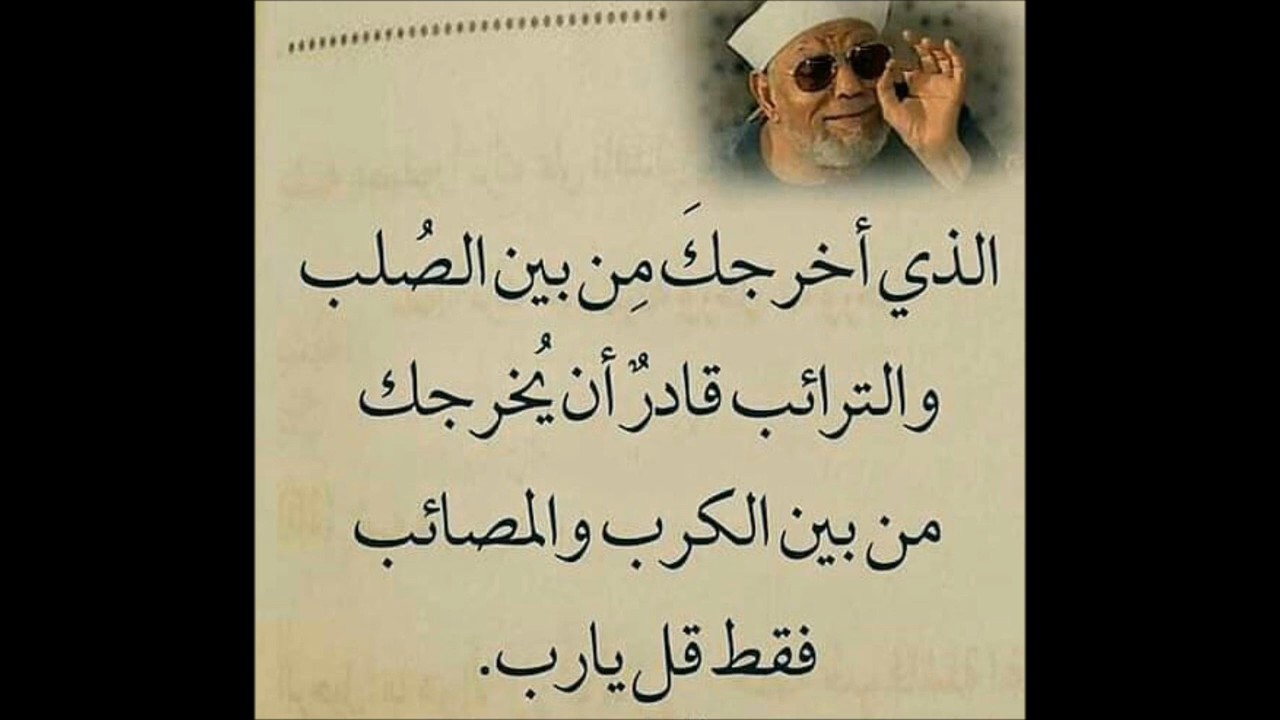 الذي أخرجكَ مِن بين الصُلب
والترائب قادرٌ أن يُخرجك
من بين الكرب والمصائب
فقط قل يارب.